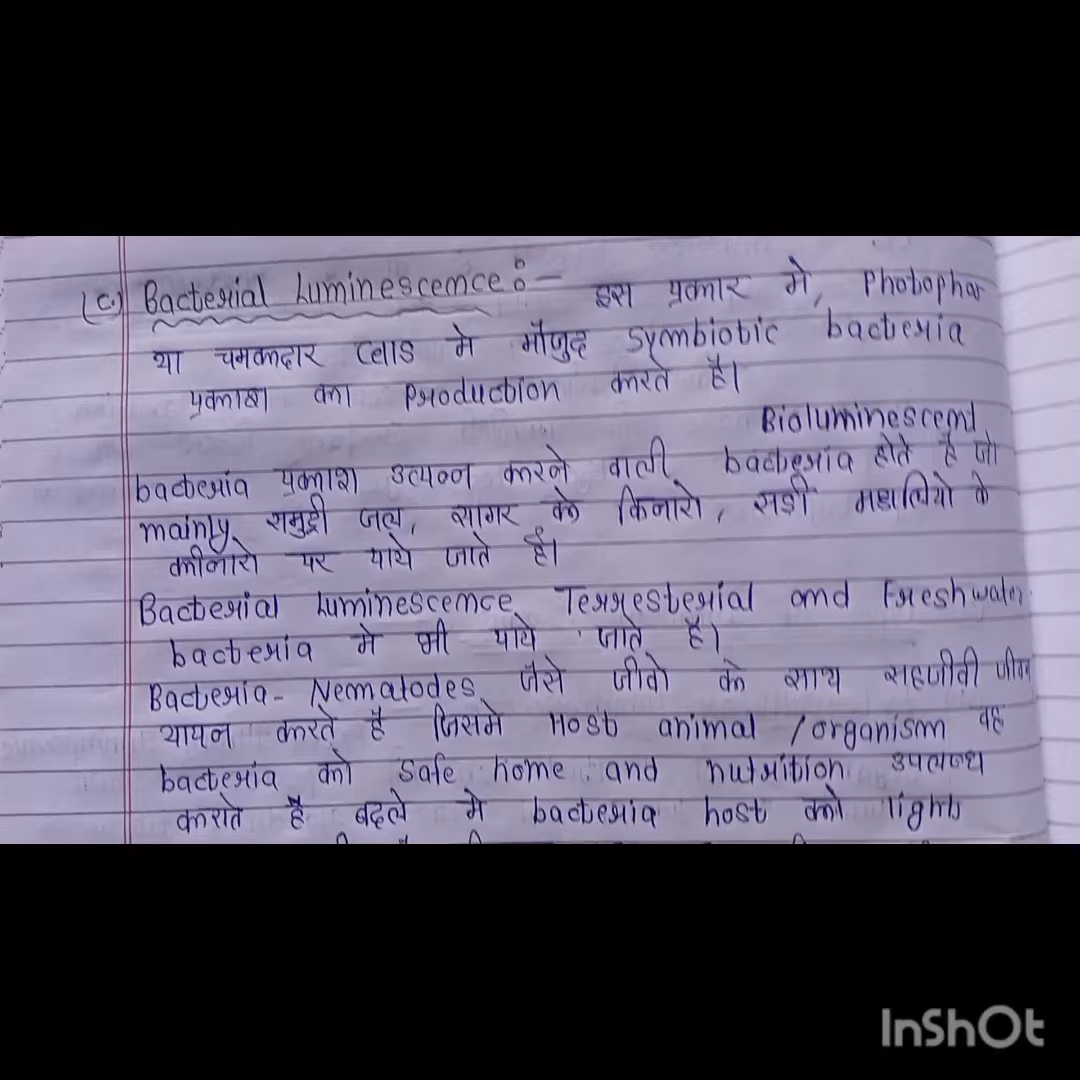 (C) Bacterial Luminescence :- इस प्रकार मे, Photophor
या चमकदार cells मे मौजुद symbiotic bacteria
प्रकाश का Production करते है।
Bioluminescent
bacteria प्रकाश उत्पन्न करने वाली bacteria होते है जो
mainly समुद्री जल, सागर के किनारो, सडी मछलियो के
कीनारो पर पाये जाते है।
Bacterial Luminescence Terresterial and Freshwater
bacteria मे भी पाये जाते है।
Bacteria - Nematodes जैसे जीवो के साथ सहजीवी जीवन
यापन करते है जिसमे Host animal / organism वह
bacteria को safe home and nutrition उपलब्ध
कराते है बदले मे bacteria host को light
InShOt